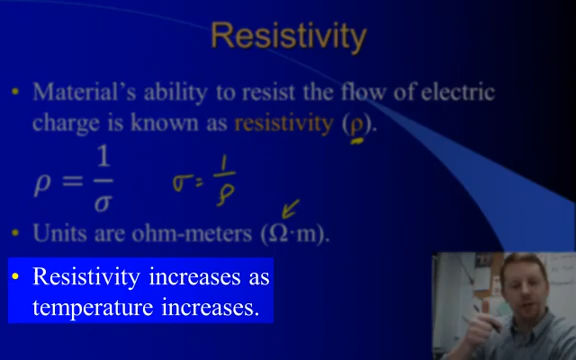 Resistivity
• Material's ability to resist the flow of electric
charge is known as resistivity (ρ).
ρ = 1/σ σ = 1/ρ
• Units are ohm-meters (Ω·m).
• Resistivity increases as
temperature increases.